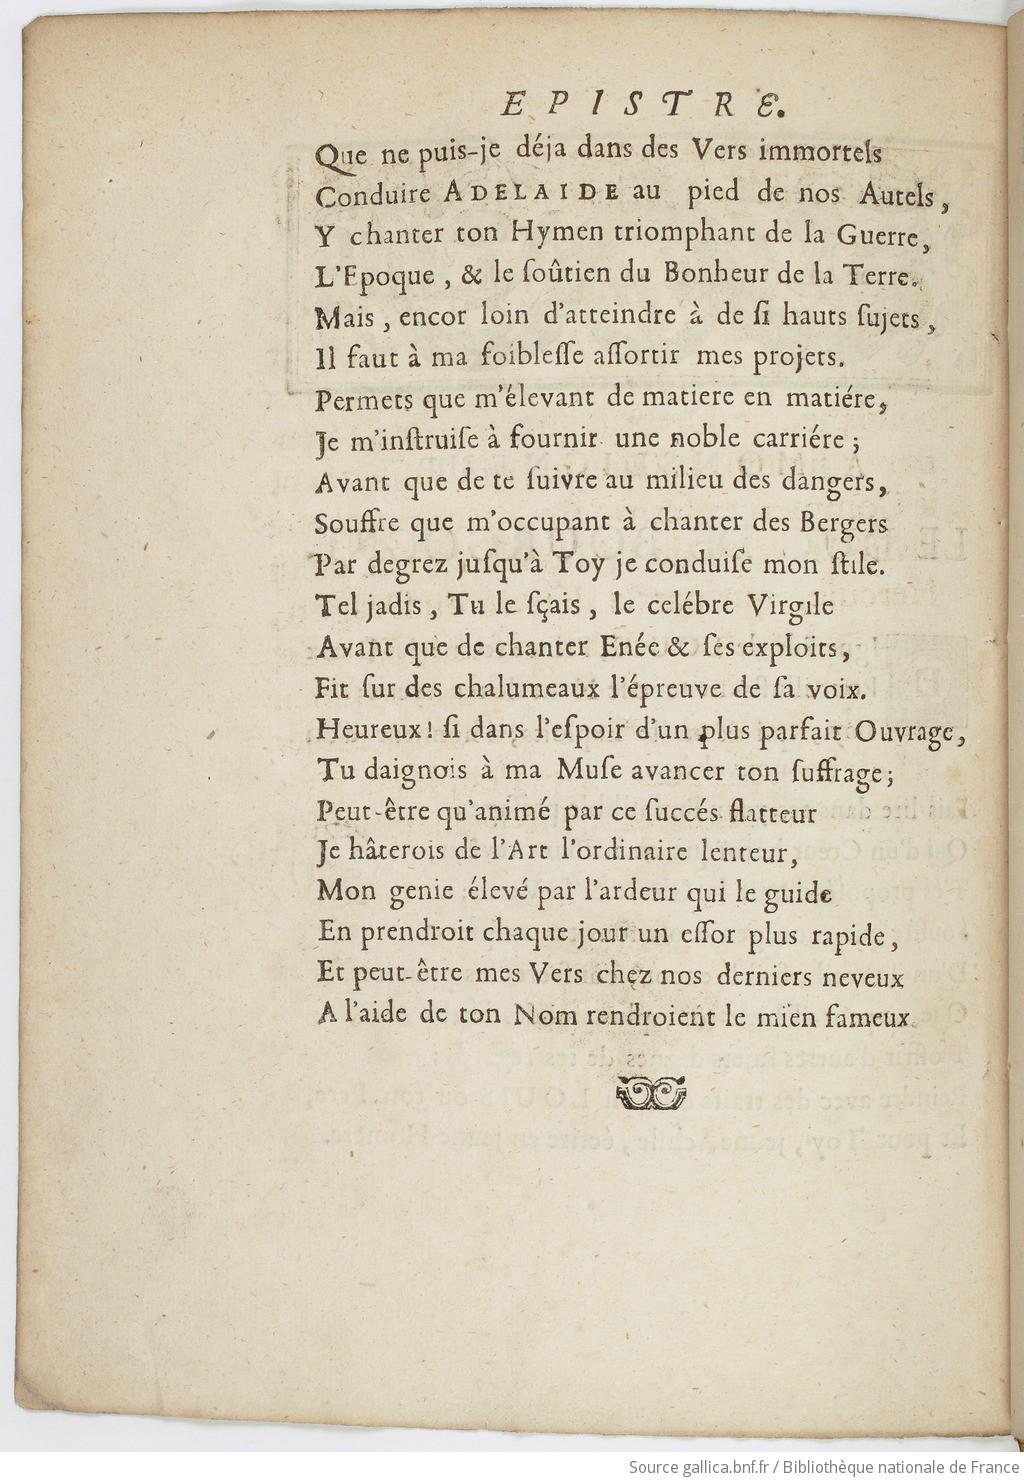 EPISTRE.
Que ne puis-je déja dans des Vers immortels
Conduire ADELAIDE au pied de nos Autels,
Y chanter ton Hymen triomphant de la Guerre,
L'Epoque, & le ſoûtien du Bonheur de la Terre.
Mais, encor loin d'atteindre à de ſi hauts ſujets,
Il faut à ma foibleſſe aſſortir mes projets.
Permets que m'élevant de matiere en matiére,
Je m'inſtruiſe à fournir une noble carriére;
Avant que de te ſuivre au milieu des dangers,
Souffre que m'occupant à chanter des Bergers
Par degrez juſqu'à Toy je conduiſe mon ſtile.
Tel jadis, Tu le ſçais, le celébre Virgile
Avant que de chanter Enée & ſes exploits,
Fit ſur des chalumeaux l'épreuve de ſa voix.
Heureux! ſi dans l'eſpoir d'un plus parfait Ouvrage,
Tu daignois à ma Muſe avancer ton ſuffrage;
Peut-être qu'animé par ce ſuccés flatteur
Je hâterois de l'Art l'ordinaire lenteur,
Mon genie élevé par l'ardeur qui le guide
En prendroit chaque jour un eſſor plus rapide,
Et peut-être mes Vers chez nos derniers neveux
A l'aide de ton Nom rendroient le mien fameux.
Source gallica.bnf.fr / Bibliothèque nationale de France